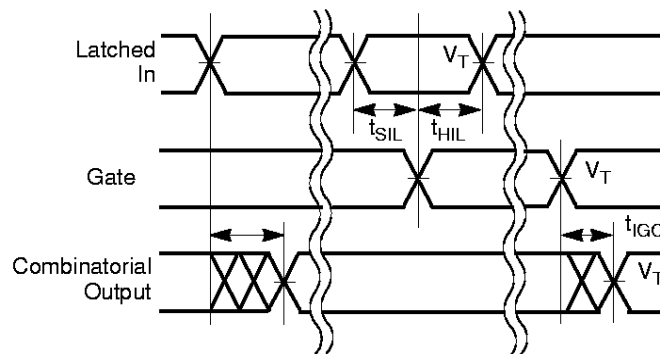 Latched
In
V_T
t_SIL
t_HIL
Gate
V_T
t_IGO
Combinatorial
Output
V_T